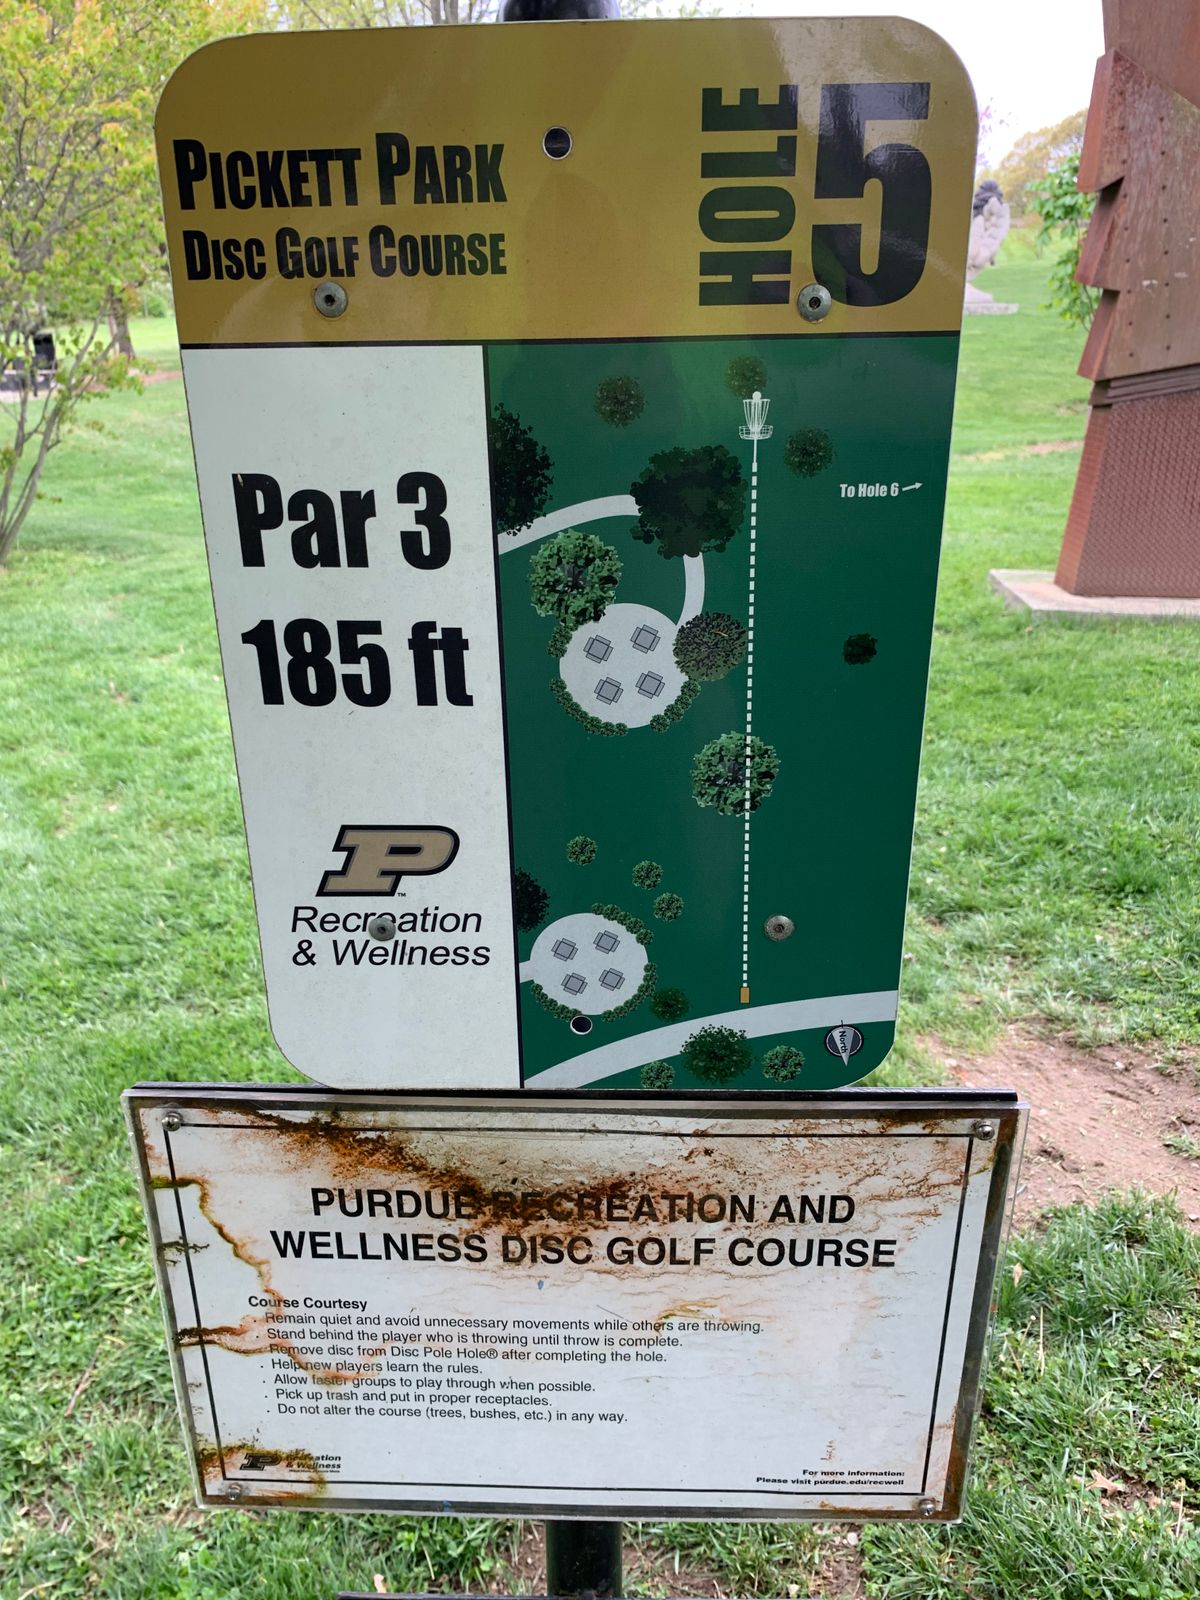 PICKETT PARK
DISC GOLF COURSE
HOLE 5
Par 3
185 ft
To Hole 6
P
Recreation
& Wellness
North
PURDUE RECREATION AND
WELLNESS DISC GOLF COURSE
Course Courtesy
Remain quiet and avoid unnecessary movements while others are throwing.
· Stand behind the player who is throwing until throw is complete.
Remove disc from Disc Pole Hole® after completing the hole.
· Help new players learn the rules.
· Allow faster groups to play through when possible.
· Pick up trash and put in proper receptacles.
· Do not alter the course (trees, bushes, etc.) in any way.
P Recreation
& Wellness
For more information:
Please visit purdue.edu/recwell